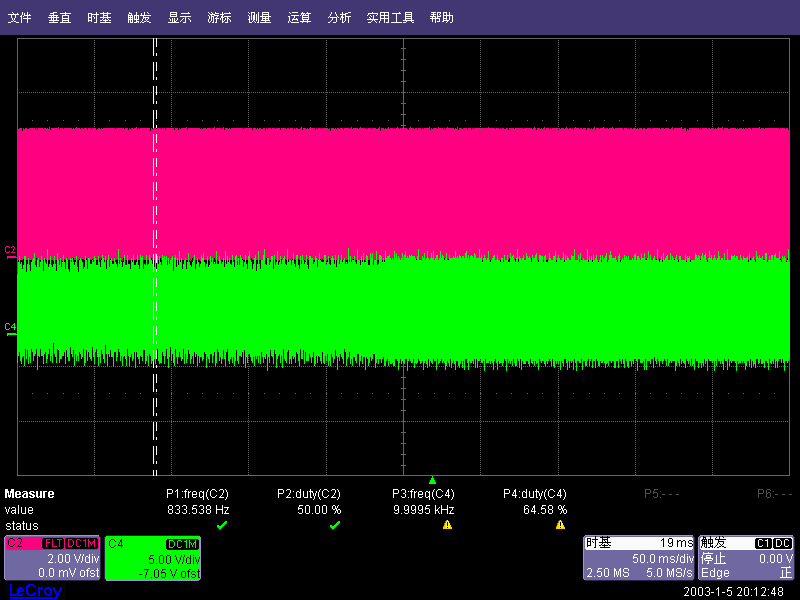 文件 垂直 时基 触发 显示 游标 测量 运算 分析 实用工具 帮助
C2
C4
Measure P1:freq(C2) P2:duty(C2) P3:freq(C4) P4:duty(C4) P5:--- P6:---
value 833.538 Hz 50.00 % 9.9995 kHz 64.58 %
status
C2 FLT DC1M
2.00 V/div
0.0 mV ofst
C4 DC1M
5.00 V/div
-7.05 V ofst
时基 19 ms
50.0 ms/div
2.50 MS 5.0 MS/s
触发 C1 DC
停止 0.00 V
Edge 正
LeCroy
2003-1-5 20:12:48